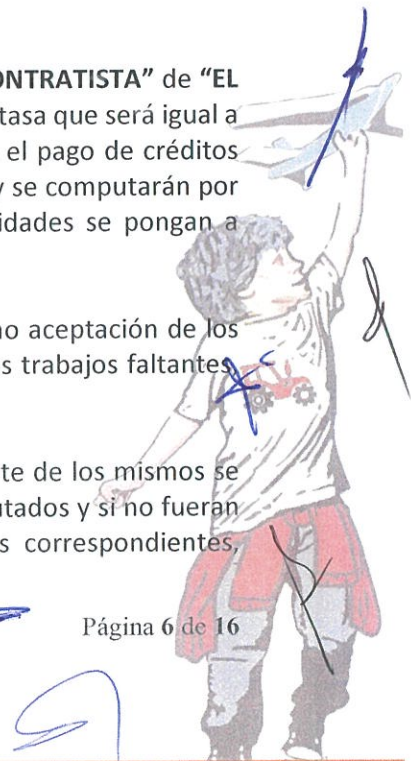 ONTRATISTA" de "EL
tasa que será igual a
el pago de créditos
y se computarán por
idades se pongan a
no aceptación de los
s trabajos faltantes
te de los mismos se
utados y si no fueran
s correspondientes,
Página 6 de 16